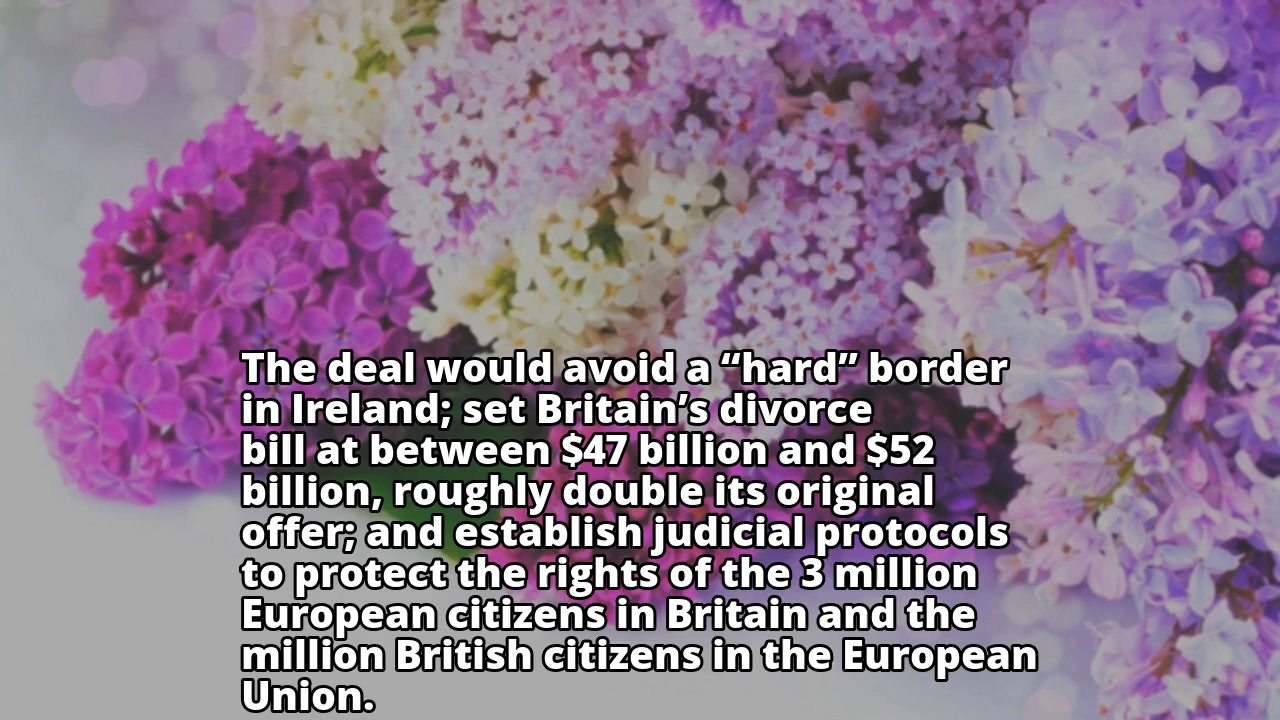 The deal would avoid a “hard” border
in Ireland; set Britain’s divorce
bill at between $47 billion and $52
billion, roughly double its original
offer; and establish judicial protocols
to protect the rights of the 3 million
European citizens in Britain and the
million British citizens in the European
Union.